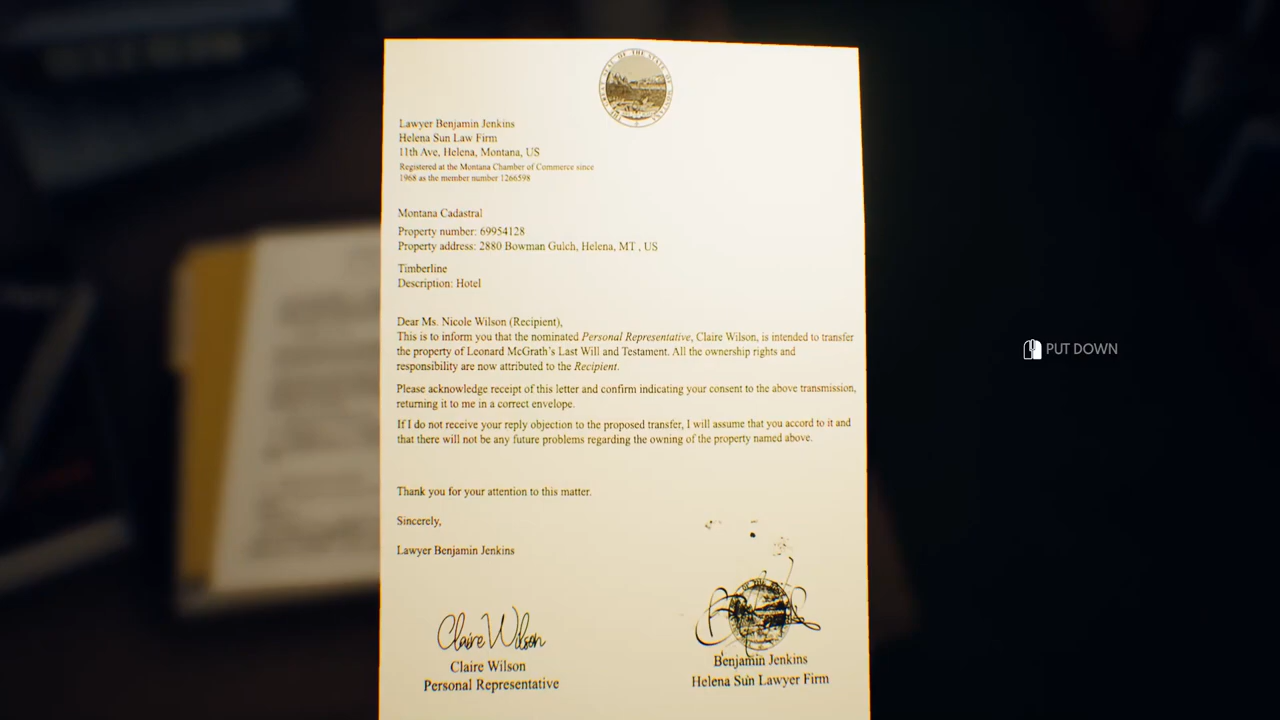 Lawyer Benjamin Jenkins
Helena Sun Law Firm
11th Ave, Helena, Montana, US
Registered at the Montana Chamber of Commerce since
1968 as the member number 1266598
Montana Cadastral
Property number: 69954128
Property address: 2880 Bowman Gulch, Helena, MT , US
Timberline
Description: Hotel
Dear Ms. Nicole Wilson (Recipient),
This is to inform you that the nominated Personal Representative, Claire Wilson, is intended to transfer
the property of Leonard McGrath's Last Will and Testament. All the ownership rights and
responsibility are now attributed to the Recipient.
Please acknowledge receipt of this letter and confirm indicating your consent to the above transmission,
returning it to me in a correct envelope.
If I do not receive your reply objection to the proposed transfer, I will assume that you accord to it and
that there will not be any future problems regarding the owning of the property named above.
PUT DOWN
Thank you for your attention to this matter.
Sincerely,
Lawyer Benjamin Jenkins
Claire Wilson
Claire Wilson
Personal Representative
Benjamin Jenkins
Helena Sun Lawyer Firm